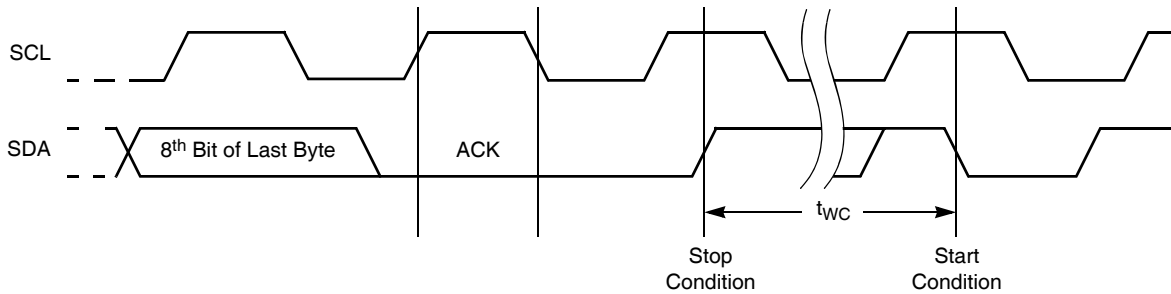 SCL
SDA
8th Bit of Last Byte
ACK
tWC
Stop
Condition
Start
Condition